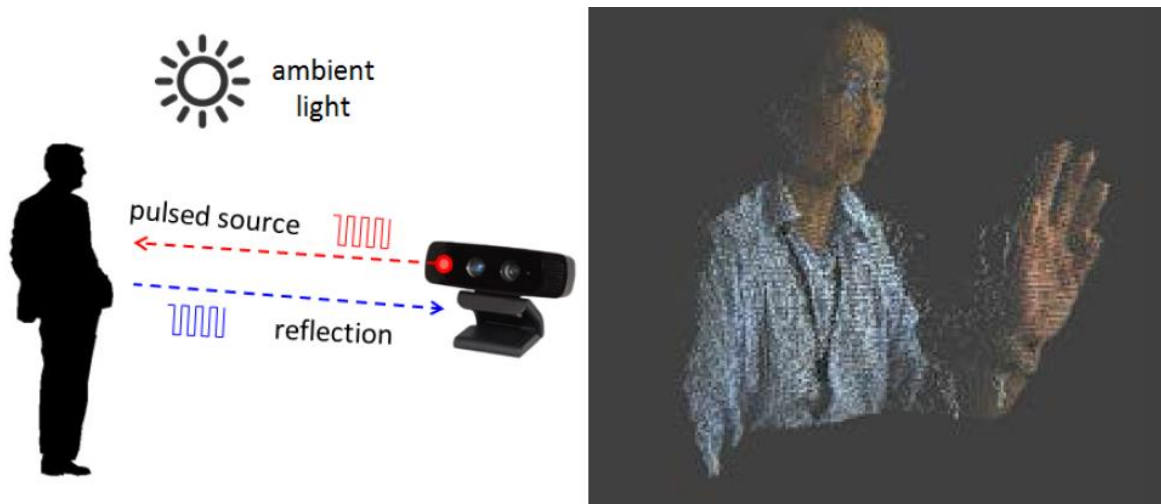 ambient
light
pulsed source
reflection